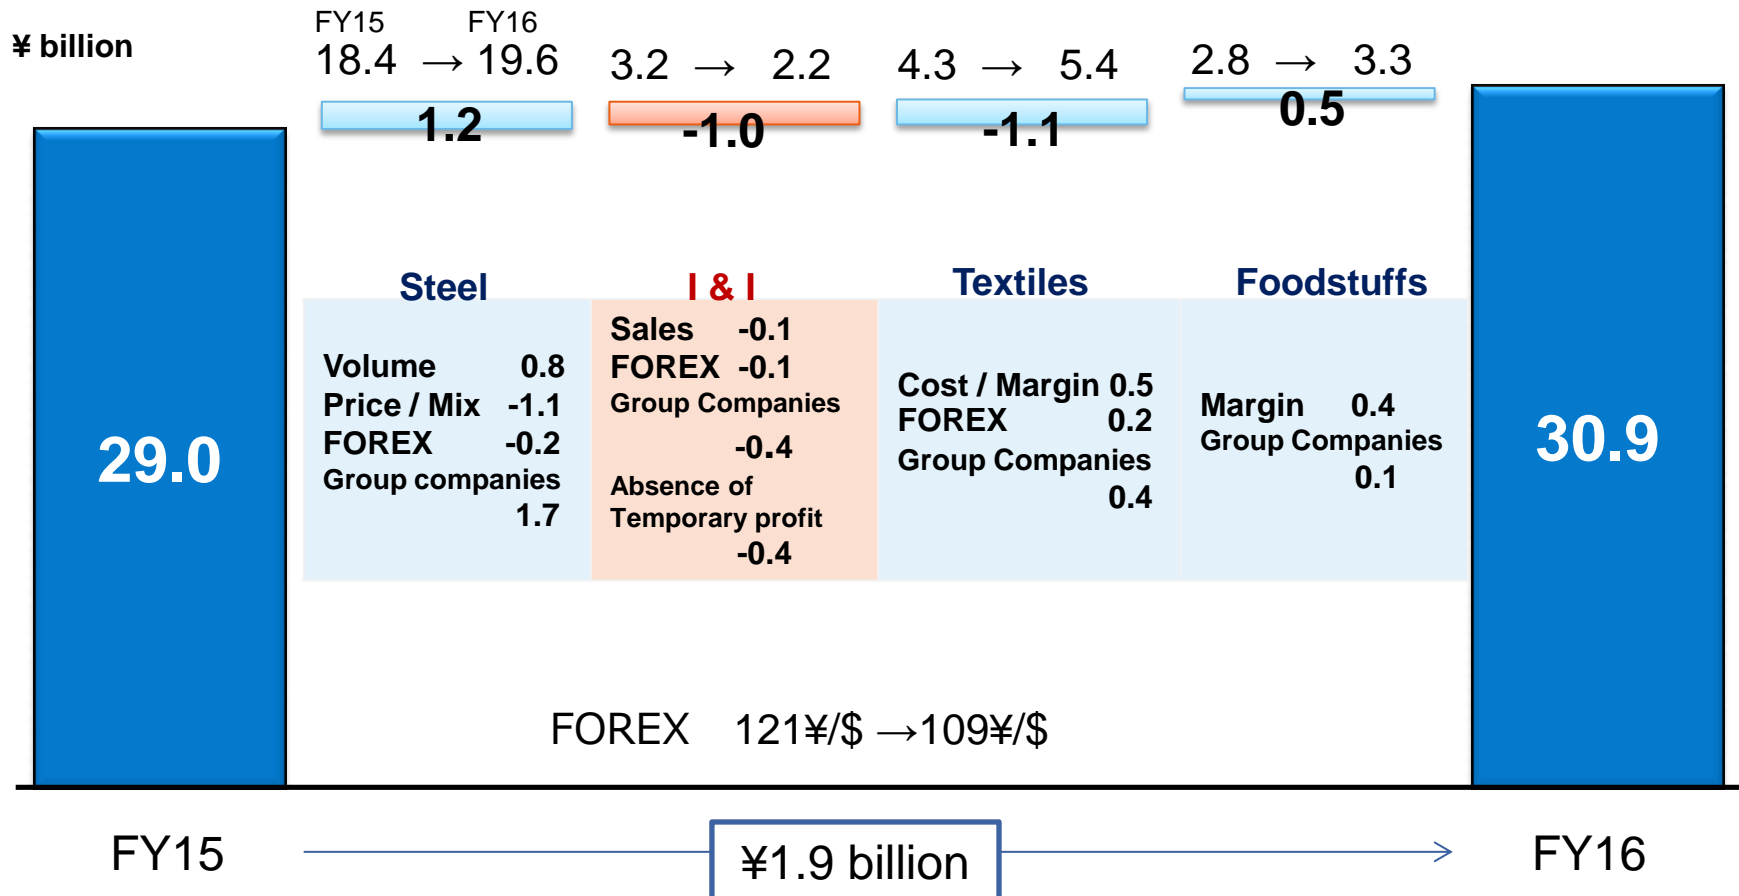 ¥ billion
FY15 FY16
18.4 → 19.6
3.2 → 2.2
4.3 → 5.4
2.8 → 3.3
1.2
-1.0
-1.1
0.5
29.0
Steel
Volume 0.8
Price / Mix -1.1
FOREX -0.2
Group companies
1.7
I & I
Sales -0.1
FOREX -0.1
Group Companies
-0.4
Absence of
Temporary profit
-0.4
Textiles
Cost / Margin 0.5
FOREX 0.2
Group Companies
0.4
Foodstuffs
Margin 0.4
Group Companies
0.1
30.9
FOREX 121¥/$ →109¥/$
FY15
¥1.9 billion
FY16